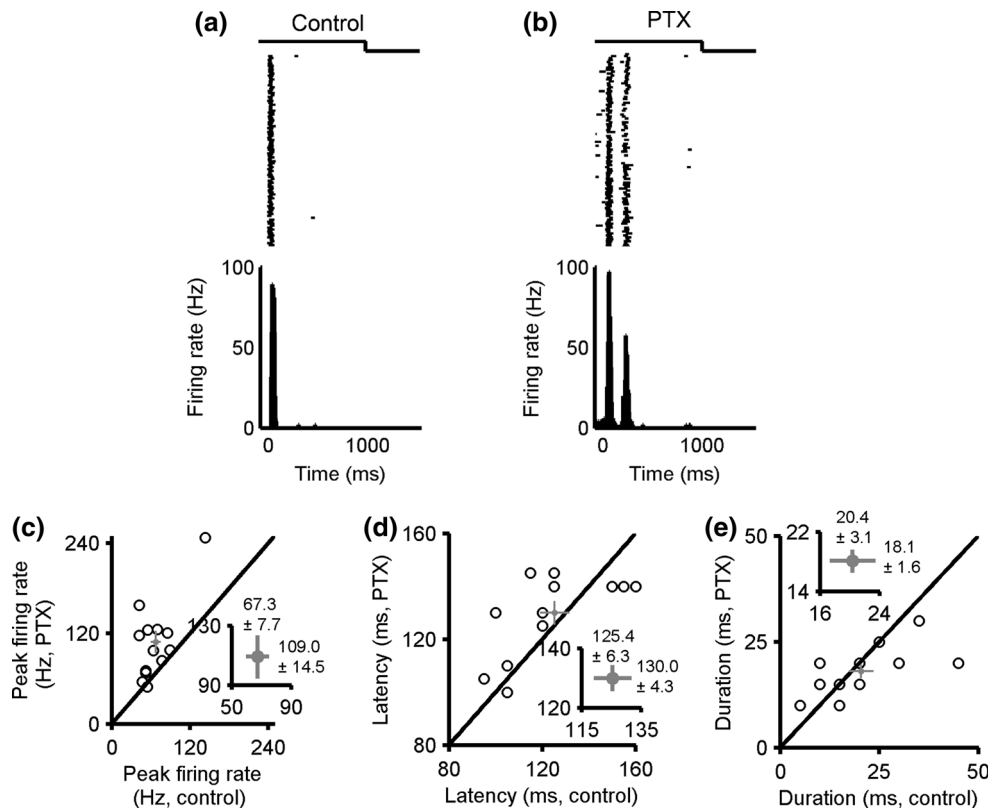 (a) Control
(b) PTX
100
50
0
Firing rate (Hz)
0 1000
Time (ms)
100
50
0
Firing rate (Hz)
0 1000
Time (ms)
(c)
240
120
0
Peak firing rate
(Hz, PTX)
0 120 240
Peak firing rate
(Hz, control)
67.3
± 7.7
109.0
± 14.5
130
90
50 90
(d)
160
120
80
Latency (ms, PTX)
80 120 160
Latency (ms, control)
125.4
± 6.3
130.0
± 4.3
140
120
115 135
(e)
50
25
0
Duration (ms, PTX)
0 25 50
Duration (ms, control)
20.4
± 3.1
18.1
± 1.6
22
14
16 24